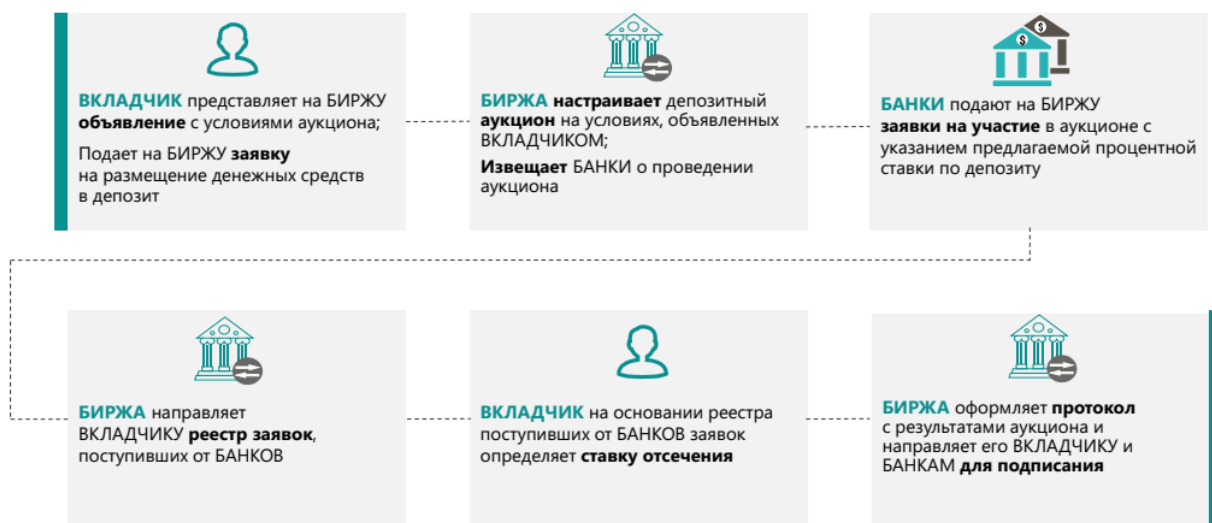 ВКЛАДЧИК представляет на БИРЖУ
объявление с условиями аукциона;
Подает на БИРЖУ заявку
на размещение денежных средств
в депозит
БИРЖА настраивает депозитный
аукцион на условиях, объявленных
ВКЛАДЧИКОМ;
Извещает БАНКИ о проведении
аукциона
$ $
БАНКИ подают на БИРЖУ
заявки на участие в аукционе с
указанием предлагаемой процентной
ставки по депозиту
БИРЖА направляет
ВКЛАДЧИКУ реестр заявок,
поступивших от БАНКОВ
ВКЛАДЧИК на основании реестра
поступивших от БАНКОВ заявок
определяет ставку отсечения
БИРЖА оформляет протокол
с результатами аукциона и
направляет его ВКЛАДЧИКУ и
БАНКАМ для подписания